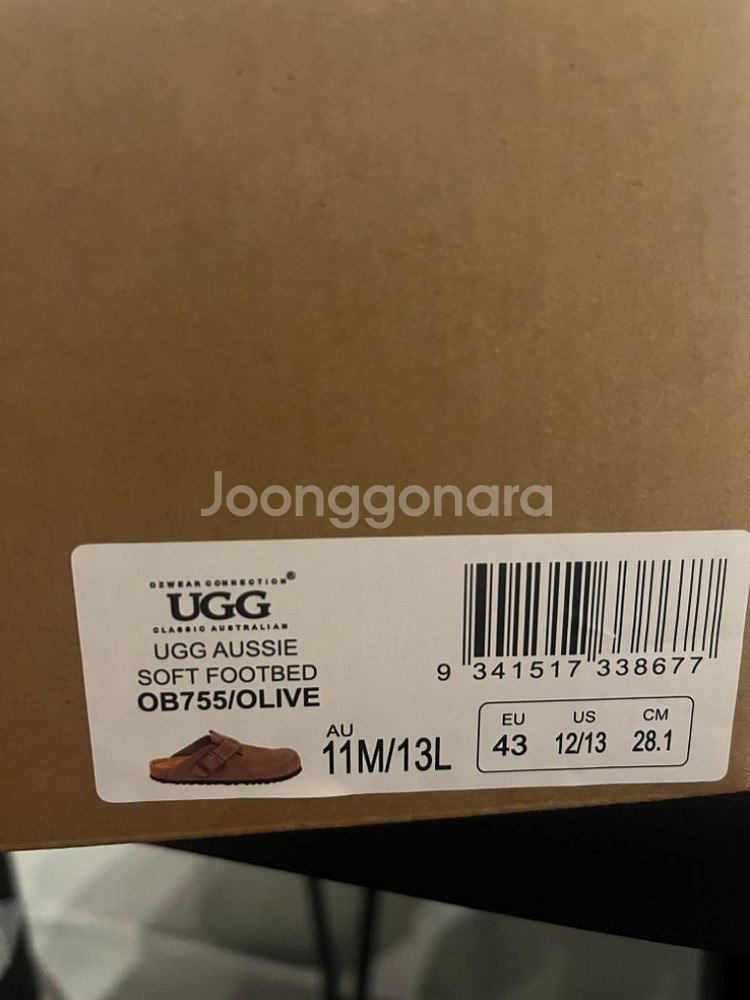 Joonggonara
OZWEAR CONNECTION®
UGG
CLASSIC AUSTRALIAN
UGG AUSSIE
SOFT FOOTBED
OB755/OLIVE
AU
11M/13L
9 341517 338677
EU US CM
43 12/13 28.1